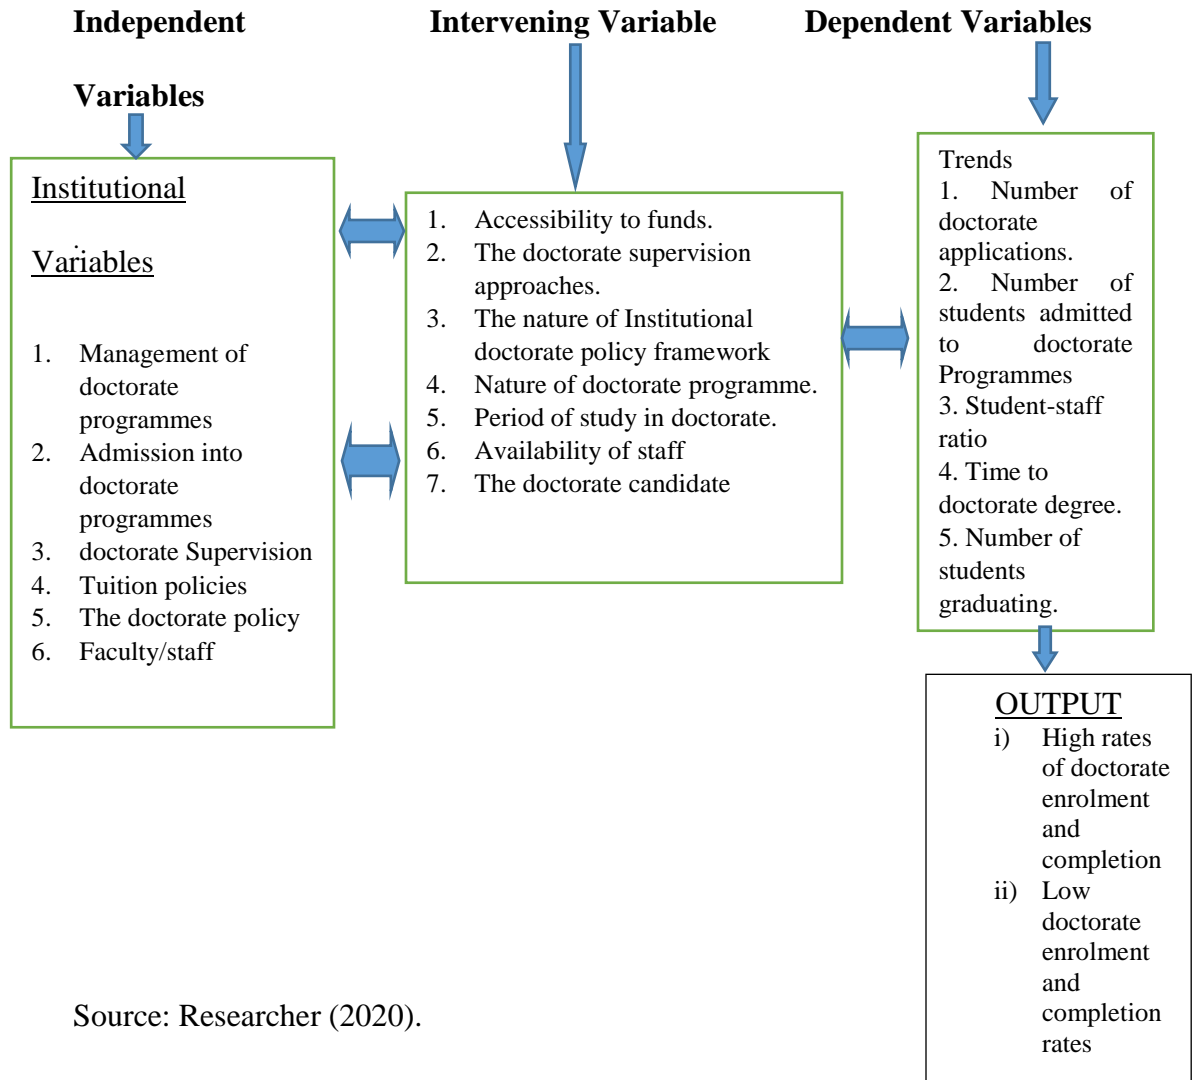 Independent
Variables
Intervening Variable
Dependent Variables
Institutional
Variables
1. Management of
doctorate
programmes
2. Admission into
doctorate
programmes
3. doctorate Supervision
4. Tuition policies
5. The doctorate policy
6. Faculty/staff
1. Accessibility to funds.
2. The doctorate supervision
approaches.
3. The nature of Institutional
doctorate policy framework
4. Nature of doctorate programme.
5. Period of study in doctorate.
6. Availability of staff
7. The doctorate candidate
Trends
1. Number of
doctorate
applications.
2. Number of
students admitted
to doctorate
Programmes
3. Student-staff
ratio
4. Time to
doctorate degree.
5. Number of
students
graduating.
OUTPUT
i) High rates
of doctorate
enrolment
and
completion
ii) Low
doctorate
enrolment
and
completion
rates
Source: Researcher (2020).